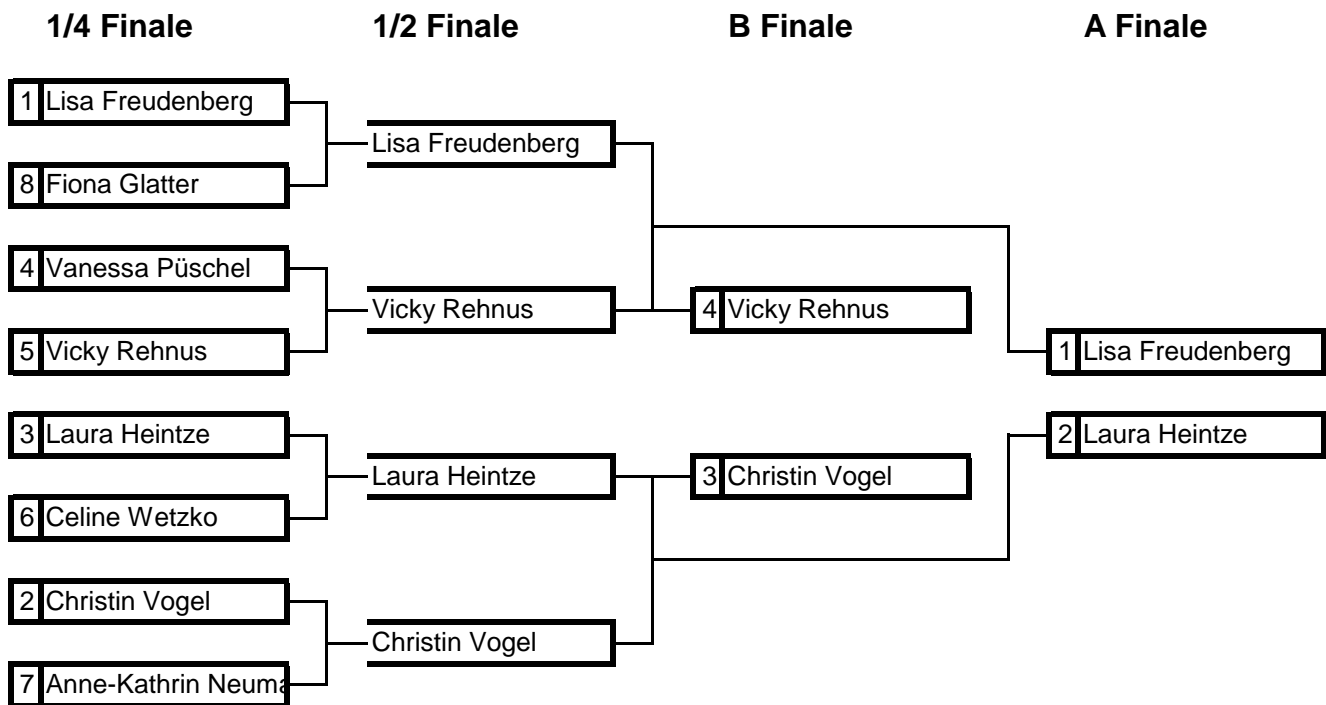 1/4 Finale 1/2 Finale B Finale A Finale
1 Lisa Freudenberg
Lisa Freudenberg
8 Fiona Glatter
4 Vanessa Püschel
Vicky Rehnus 4 Vicky Rehnus
5 Vicky Rehnus 1 Lisa Freudenberg
3 Laura Heintze 2 Laura Heintze
Laura Heintze 3 Christin Vogel
6 Celine Wetzko
2 Christin Vogel
Christin Vogel
7 Anne-Kathrin Neuma